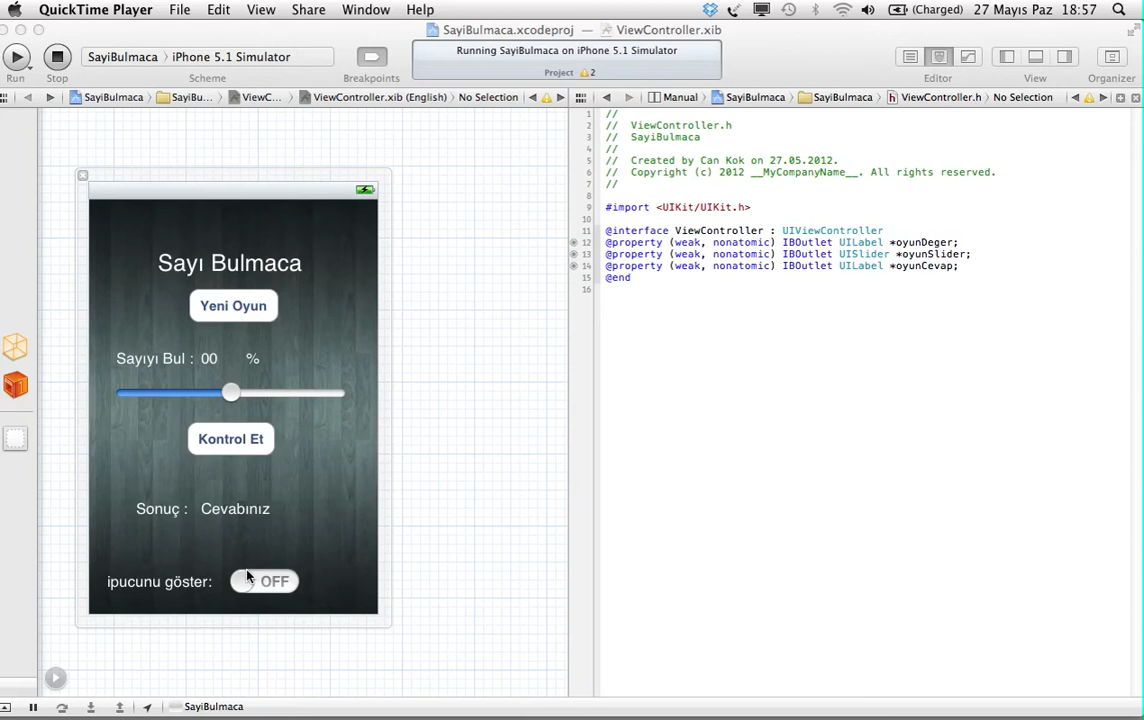 QuickTime Player File Edit View Share Window Help (Charged) 27 Mayıs Paz 18:57
SayiBulmaca.xcodeproj — ViewController.xib
SayiBulmaca iPhone 5.1 Simulator
Running SayiBulmaca on iPhone 5.1 Simulator
Project 2
Run Stop Scheme Breakpoints Editor View Organizer
SayiBulmaca SayiBu... ViewC... ViewController.xib (English) No Selection
Manual SayiBulmaca SayiBulmaca ViewController.h No Selection
Sayı Bulmaca
Yeni Oyun
Sayıyı Bul : 00 %
Kontrol Et
Sonuç : Cevabınız
ipucunu göster: OFF
1 //
2 // ViewController.h
3 // SayiBulmaca
4 //
5 // Created by Can Kok on 27.05.2012.
6 // Copyright (c) 2012 __MyCompanyName__. All rights reserved.
7 //
8
9 #import <UIKit/UIKit.h>
10
11 @interface ViewController : UIViewController
12 @property (weak, nonatomic) IBOutlet UILabel *oyunDeger;
13 @property (weak, nonatomic) IBOutlet UISlider *oyunSlider;
14 @property (weak, nonatomic) IBOutlet UILabel *oyunCevap;
15 @end
16
SayiBulmaca